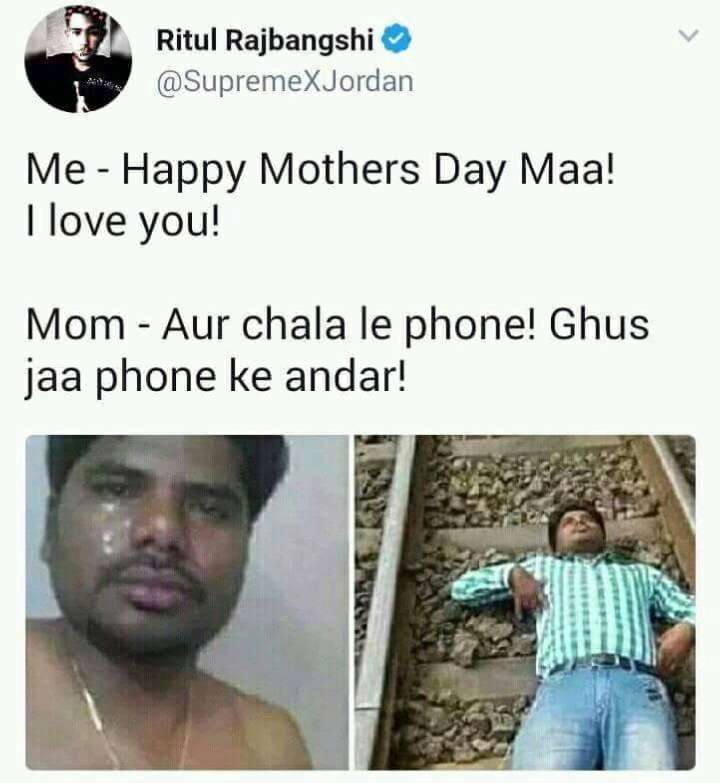 Ritul Rajbangshi
@SupremeXJordan
Me - Happy Mothers Day Maa!
I love you!
Mom - Aur chala le phone! Ghus
jaa phone ke andar!